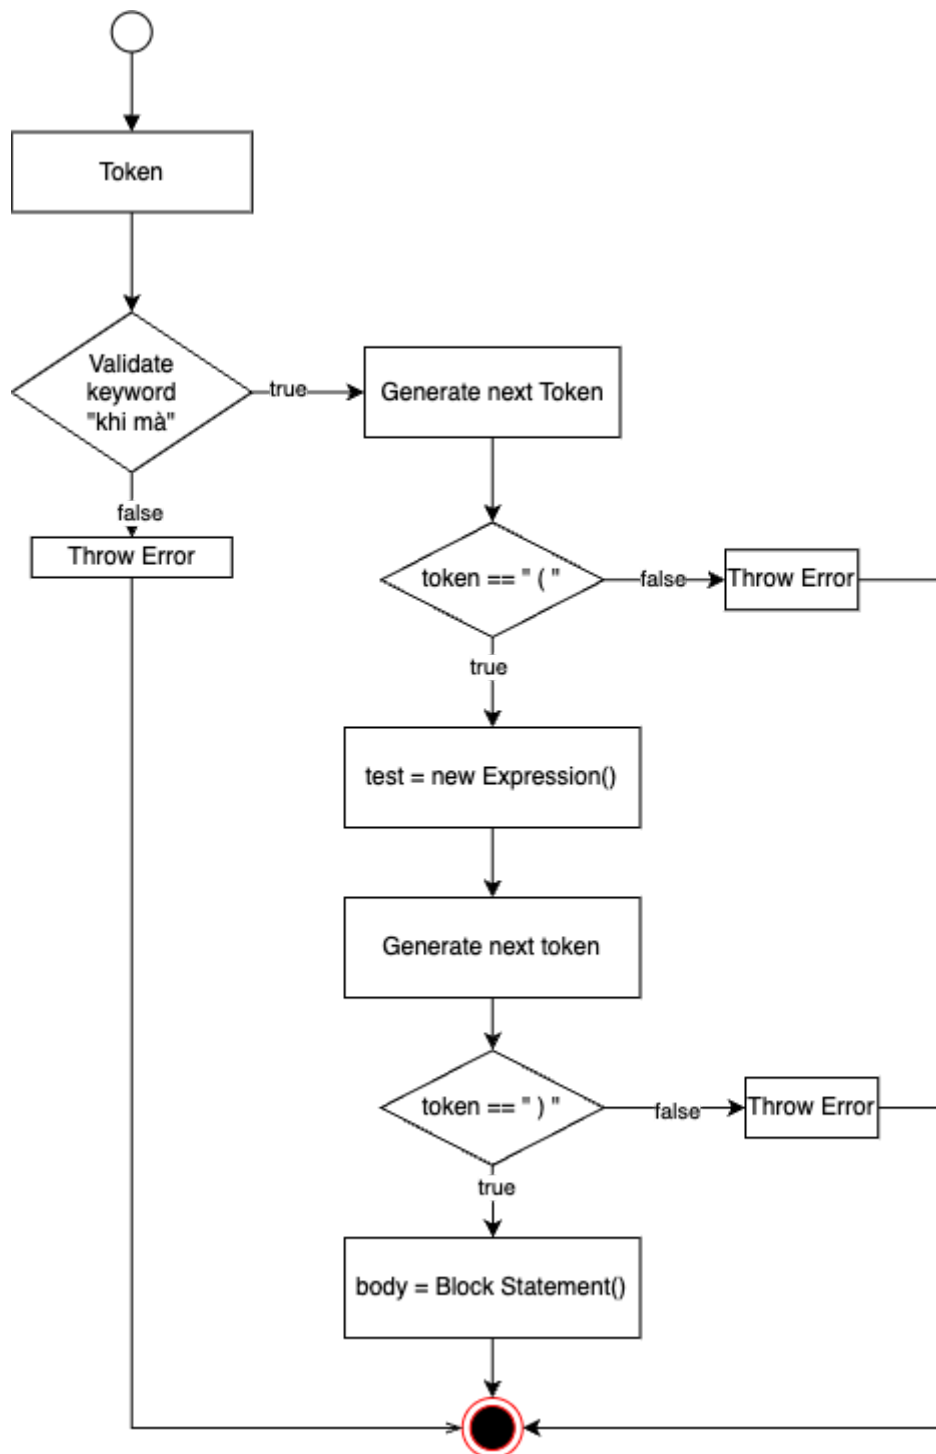 Token
Validate
keyword
"khi mà"
true
Generate next Token
false
Throw Error
token == " ( "
false
Throw Error
true
test = new Expression()
Generate next token
token == " ) "
false
Throw Error
true
body = Block Statement()